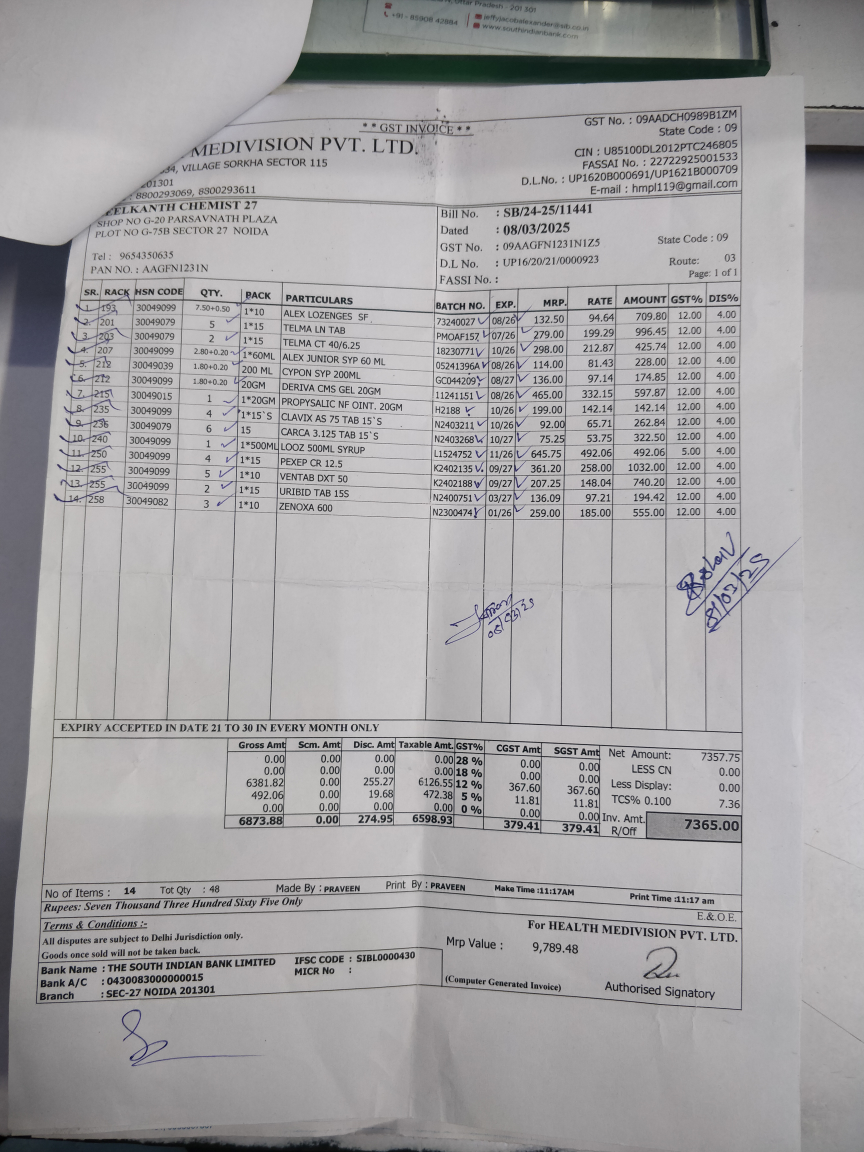 Uttar Pradesh - 201 301
+91 - 85908 42884
www.southindianbank.com
* * GST INVOICE * *
GST No. : 09AADCH0989B1ZM
State Code : 09
MEDIVISION PVT. LTD.
CIN : U85100DL2012PTC246805
34, VILLAGE SORKHA SECTOR 115
FASSAI No. : 22722925001533
201301
D.L.No. : UP1620B000691/UP1621B000709
: 8800293069, 8800293611
E-mail : hmpl119@gmail.com
EELKANTH CHEMIST 27
SHOP NO G-20 PARSAVNATH PLAZA
PLOT NO G-75B SECTOR 27 NOIDA
Tel : 9654350635
PAN NO. : AAGFN1231N
Bill No. : SB/24-25/11441
Dated : 08/03/2025
GST No. : 09AAGFN1231N1Z5 State Code : 09
D.L No. : UP16/20/21/0000923 Route: 03
FASSI No. : Page: 1 of 1
SR. RACK HSN CODE QTY. PACK PARTICULARS BATCH NO. EXP. MRP. RATE AMOUNT GST% DIS%
1. 193 30049099 7.50+0.50 1*10 ALEX LOZENGES SF 73240027 08/26 132.50 94.64 709.80 12.00 4.00
2. 201 30049079 5 1*15 TELMA LN TAB PMOAF157 07/26 279.00 199.29 996.45 12.00 4.00
3. 203 30049079 2 1*15 TELMA CT 40/6.25 18230771 10/26 298.00 212.87 425.74 12.00 4.00
4. 207 30049099 2.80+0.20 1*60ML ALEX JUNIOR SYP 60 ML 05241396A 08/26 114.00 81.43 228.00 12.00 4.00
5. 212 30049039 1.80+0.20 200 ML CYPON SYP 200ML GC04209 08/27 136.00 97.14 174.85 12.00 4.00
6. 212 30049099 1.80+0.20 20GM DERIVA CMS GEL 20GM 11241151 08/26 465.00 332.15 597.87 12.00 4.00
7. 215 30049015 1 1*20GM PROPYSALIC NF OINT. 20GM H2188 10/26 199.00 142.14 142.14 12.00 4.00
8. 235 30049099 4 1*15`S CLAVIX AS 75 TAB 15`S N2403211 10/26 92.00 65.71 262.84 12.00 4.00
9. 236 30049079 6 15 CARCA 3.125 TAB 15`S N2403268 10/27 75.25 53.75 322.50 12.00 4.00
10. 240 30049099 1 1*500ML LOOZ 500ML SYRUP L1524752 11/26 645.75 492.06 492.06 5.00 4.00
11. 250 30049099 4 1*15 PEXEP CR 12.5 K2402135 09/27 361.20 258.00 1032.00 12.00 4.00
12. 255 30049099 5 1*10 VENTAB DXT 50 K2402188 09/27 207.25 148.04 740.20 12.00 4.00
13. 255 30049099 2 1*15 URIBID TAB 15S N2400751 03/27 136.09 97.21 194.42 12.00 4.00
14. 258 30049082 3 1*10 ZENOXA 600 N2300474 01/26 259.00 185.00 555.00 12.00 4.00
EXPIRY ACCEPTED IN DATE 21 TO 30 IN EVERY MONTH ONLY
Gross Amt Scm. Amt Disc. Amt Taxable Amt. GST% CGST Amt SGST Amt
0.00 0.00 0.00 0.00 28 % 0.00 0.00
0.00 0.00 0.00 0.00 18 % 0.00 0.00
6381.82 0.00 255.27 6126.55 12 % 367.60 367.60
492.06 0.00 19.68 472.38 5 % 11.81 11.81
0.00 0.00 0.00 0.00 0 % 0.00 0.00
6873.88 0.00 274.95 6598.93 379.41 379.41
Net Amount: 7357.75
LESS CN 0.00
Less Display: 0.00
TCS% 0.100 7.36
Inv. Amt. 7365.00
R/Off
No of Items : 14 Tot Qty : 48 Made By : PRAVEEN Print By : PRAVEEN Make Time :11:17AM Print Time :11:17 am
Rupees: Seven Thousand Three Hundred Sixty Five Only
E.&.O.E.
Terms & Conditions :-
All disputes are subject to Delhi Jurisdiction only.
Goods once sold will not be taken back.
Bank Name : THE SOUTH INDIAN BANK LIMITED IFSC CODE : SIBL0000430
Bank A/C : 0430083000000015 MICR No :
Branch : SEC-27 NOIDA 201301
Mrp Value : 9,789.48
For HEALTH MEDIVISION PVT. LTD.
(Computer Generated Invoice)
Authorised Signatory